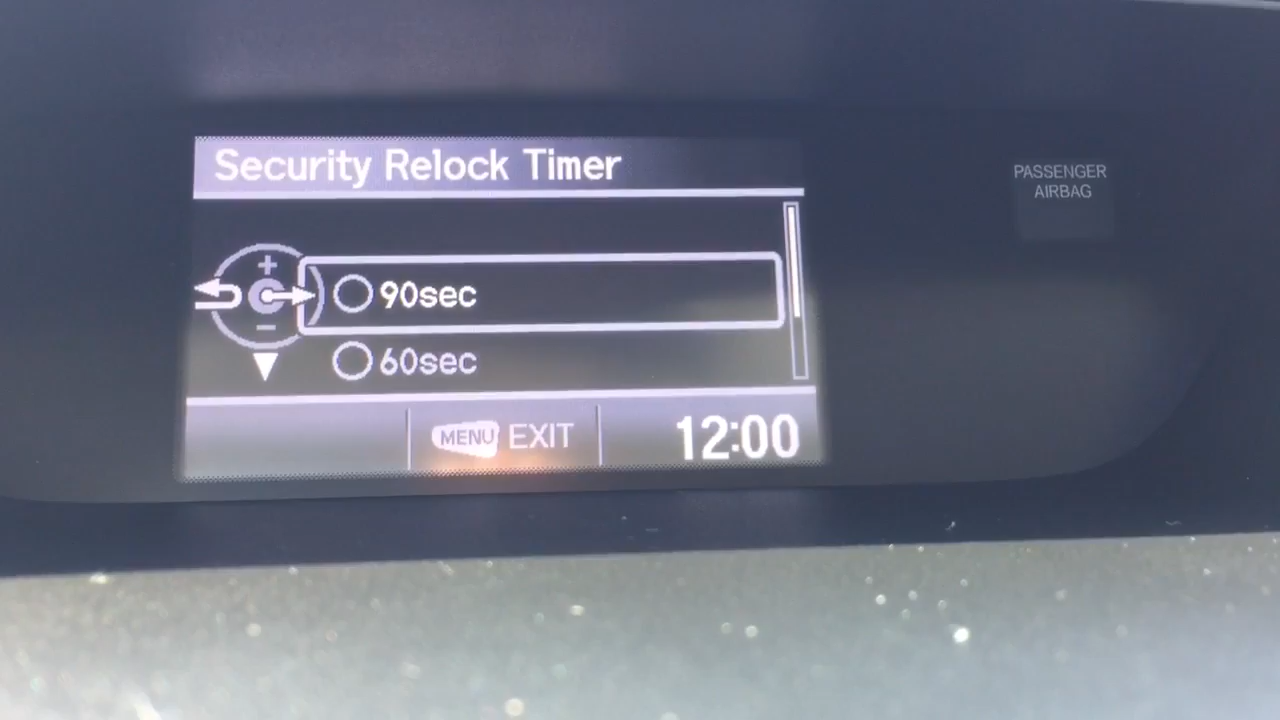 Security Relock Timer
PASSENGER
AIRBAG
90sec
60sec
MENU EXIT
12:00